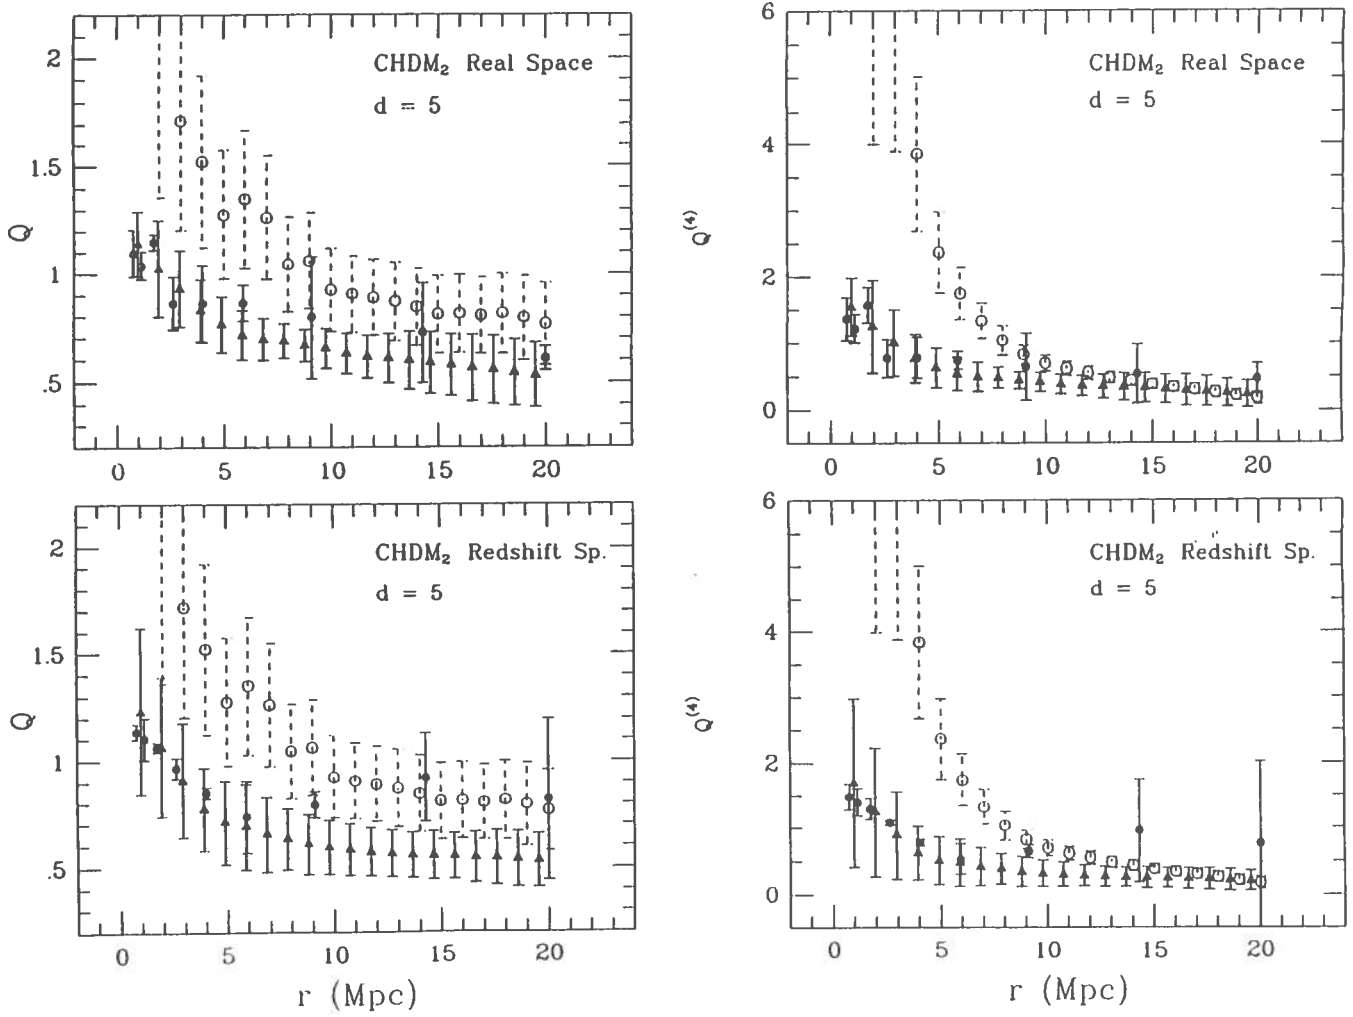 2
1.5
1
.5
Q
CHDM₂ Real Space
d = 5
0 5 10 15 20
6
4
2
0
Q⁽⁴⁾
CHDM₂ Real Space
d = 5
0 5 10 15 20
2
1.5
1
.5
Q
CHDM₂ Redshift Sp.
d = 5
0 5 10 15 20
r (Mpc)
6
4
2
0
Q⁽⁴⁾
CHDM₂ Redshift Sp.
d = 5
0 5 10 15 20
r (Mpc)